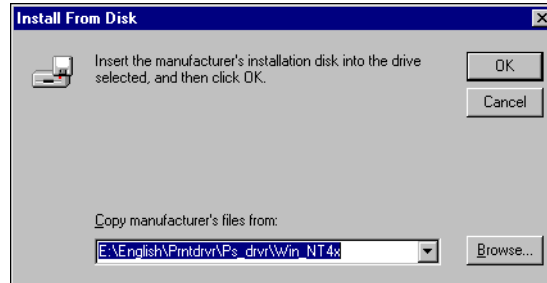 Install From Disk
Insert the manufacturer's installation disk into the drive
selected, and then click OK.
OK
Cancel
Copy manufacturer's files from:
E:\English\Prntdrvr\Ps_drvr\Win_NT4x
Browse...